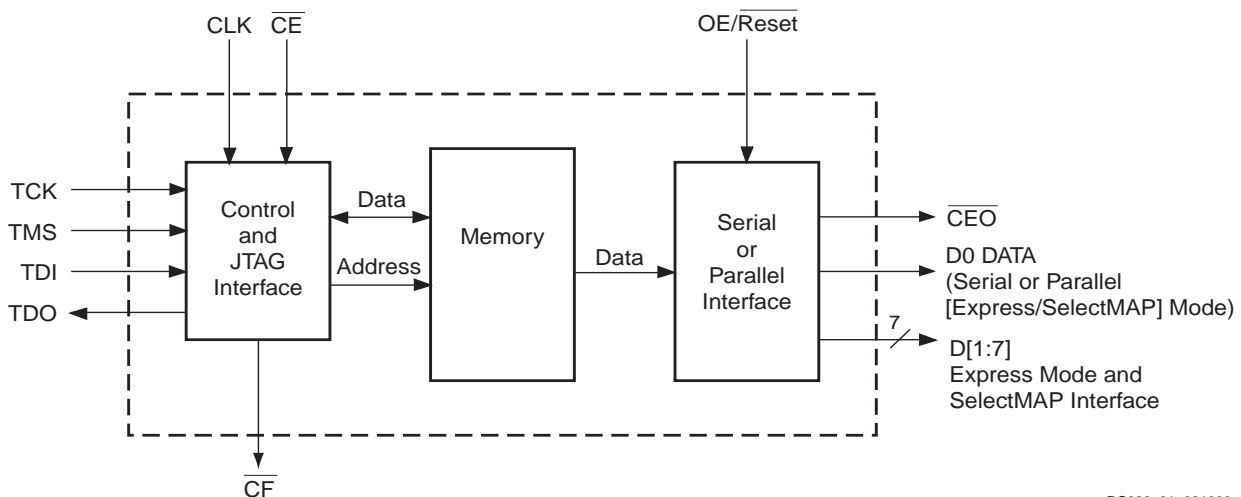 CLK CE OE/Reset
TCK
TMS
TDI
TDO
Control
and
JTAG
Interface
Data
Address
Memory
Data
Serial
or
Parallel
Interface
CEO
D0 DATA
(Serial or Parallel
[Express/SelectMAP] Mode)
7
D[1:7]
Express Mode and
SelectMAP Interface
CF